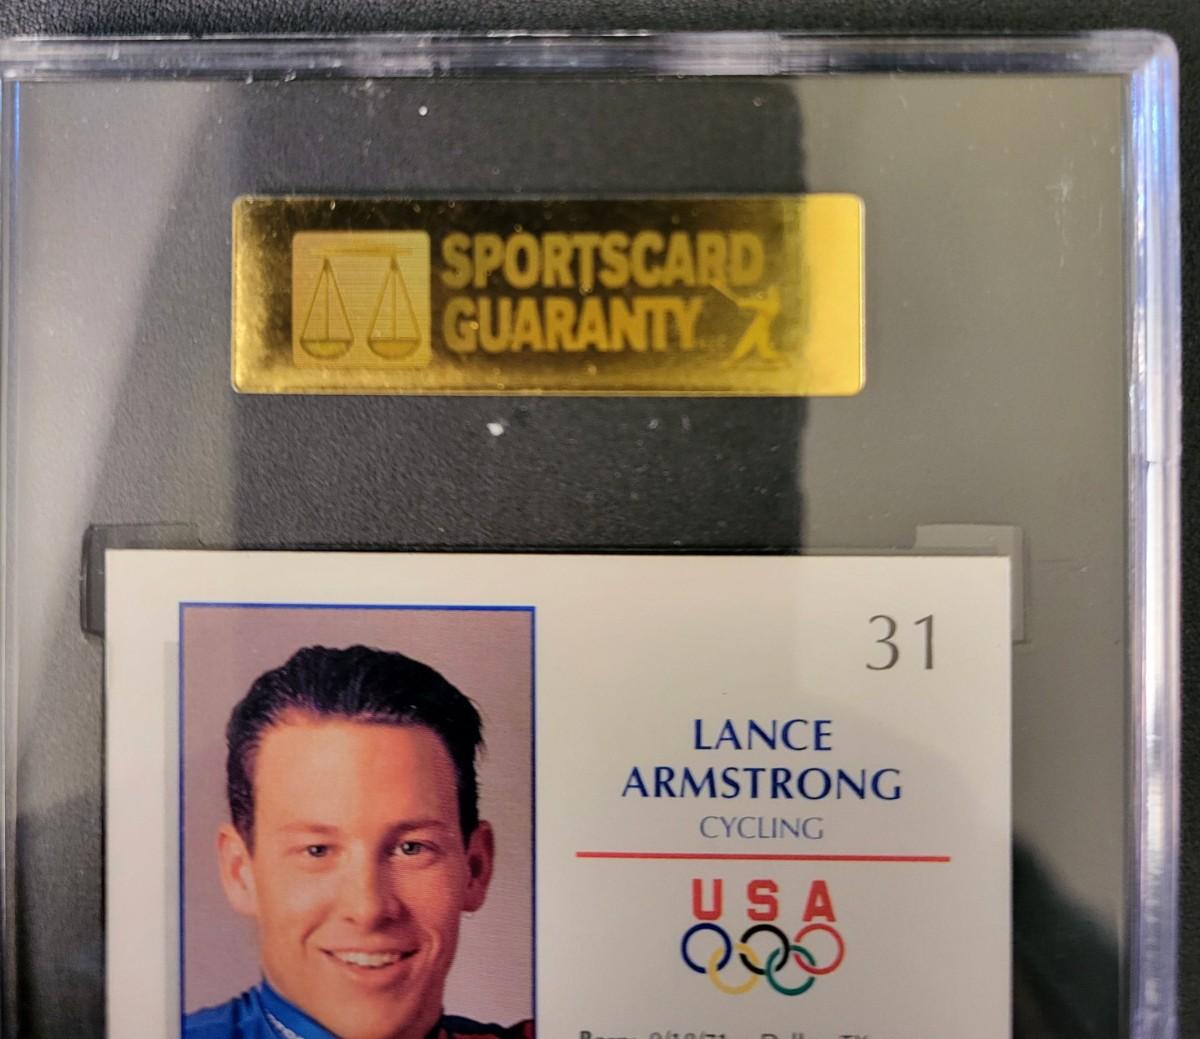 SPORTSCARD
GUARANTY
31
LANCE
ARMSTRONG
CYCLING
USA